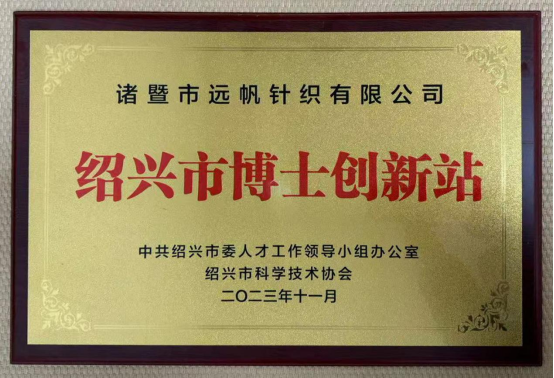 诸暨市远帆针织有限公司
绍兴市博士创新站
中共绍兴市委人才工作领导小组办公室
绍兴市科学技术协会
二〇二三年十一月